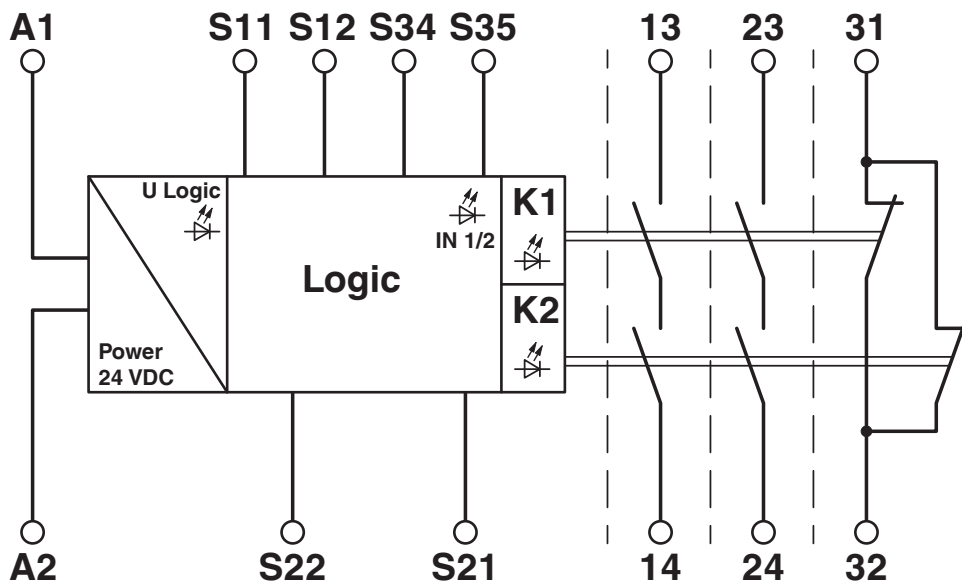 A1 S11 S12 S34 S35 13 23 31
U Logic
IN 1/2
K1
Logic
K2
Power
24 VDC
A2 S22 S21 14 24 32